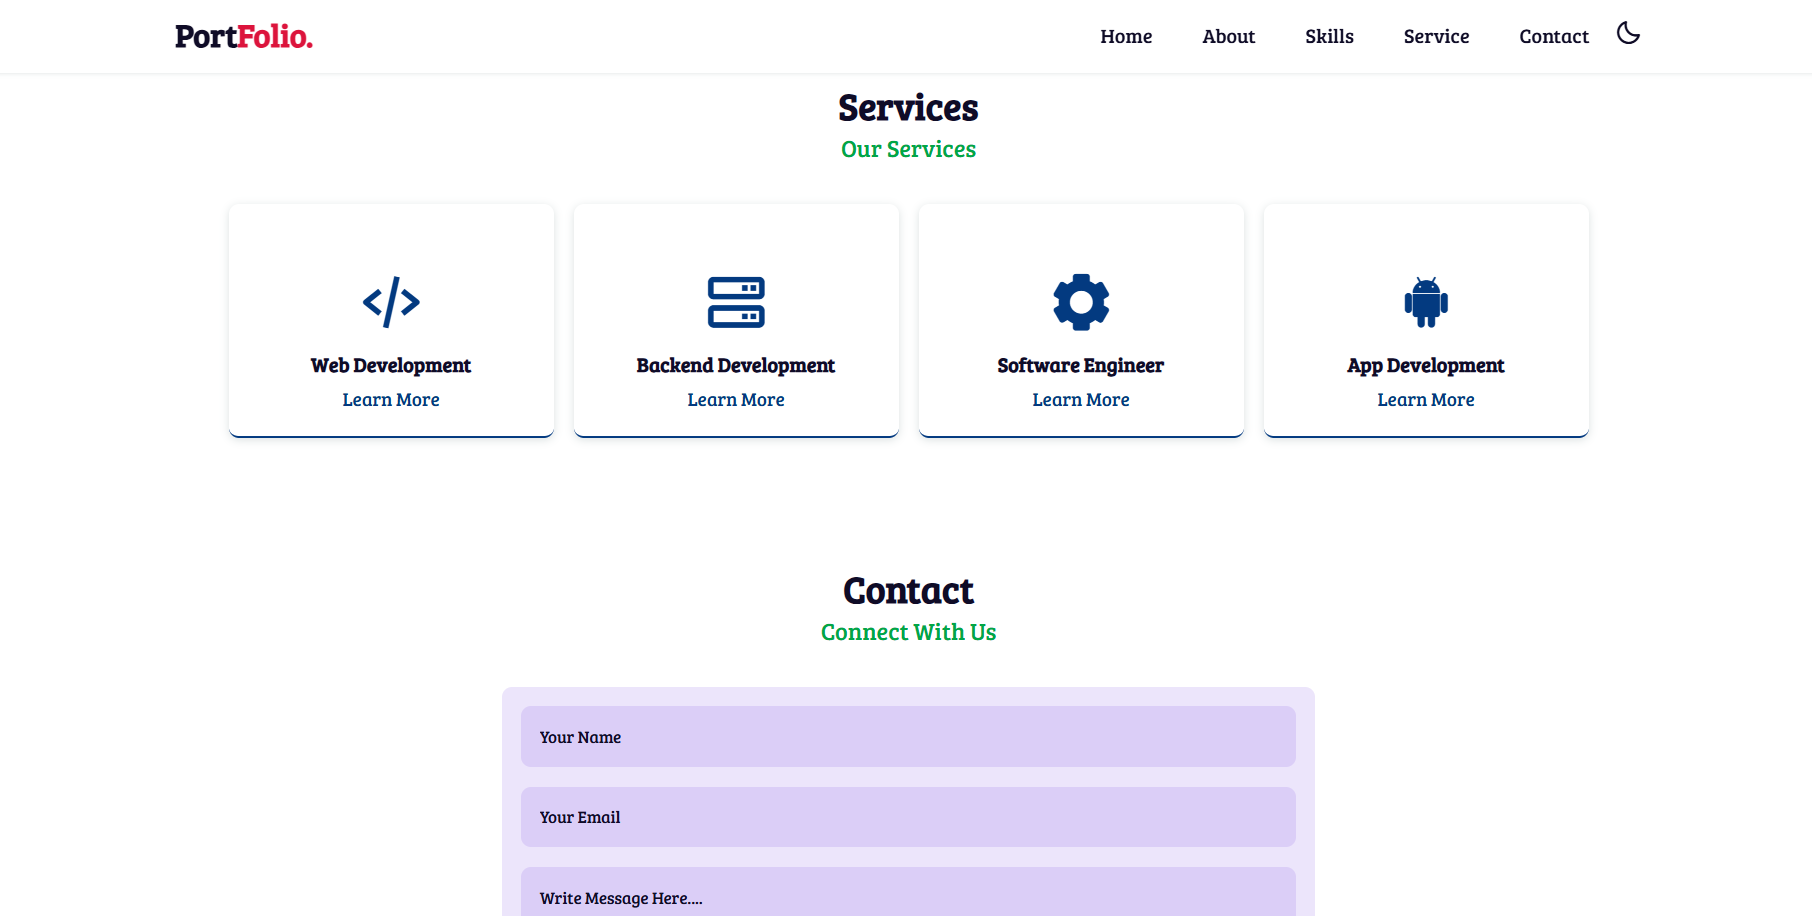 PortFolio.
Home About Skills Service Contact
Services
Our Services
Web Development
Learn More
Backend Development
Learn More
Software Engineer
Learn More
App Development
Learn More
Contact
Connect With Us
Your Name
Your Email
Write Message Here....